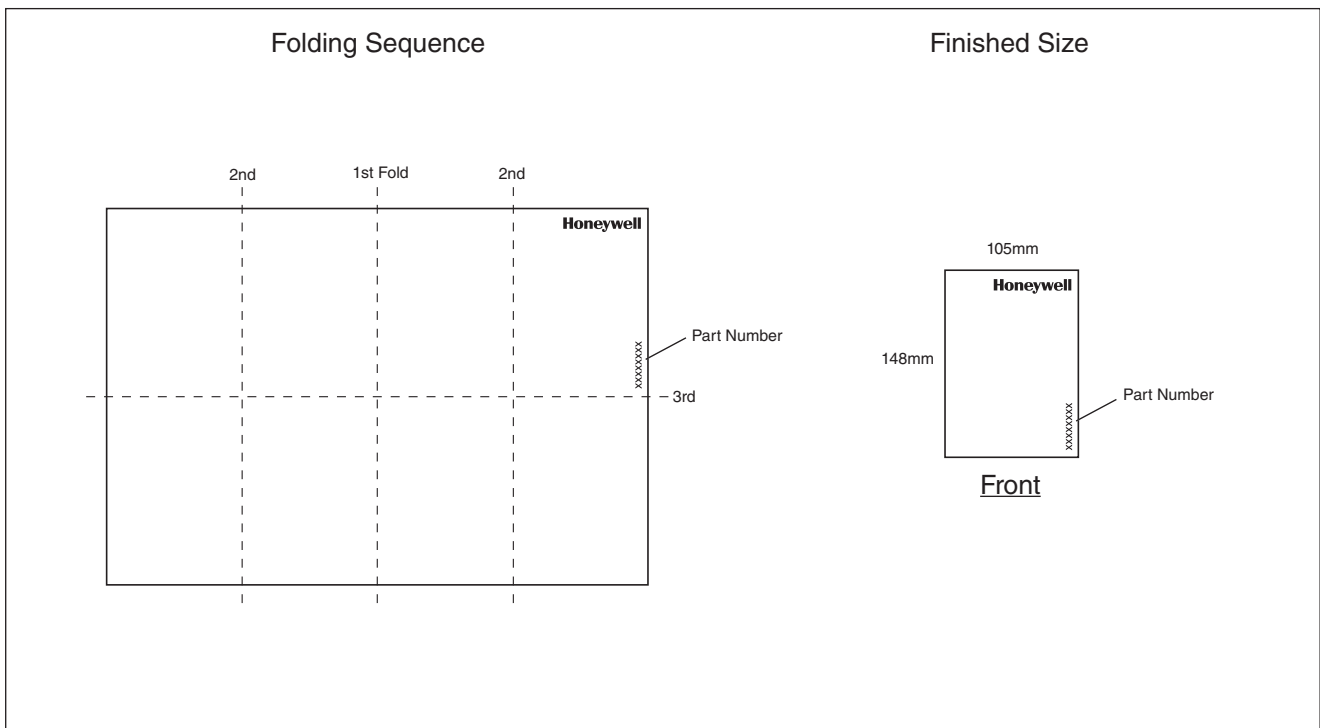 Folding Sequence
Finished Size
2nd
1st Fold
2nd
Honeywell
Part Number
xxxxxxxx
3rd
105mm
Honeywell
148mm
Part Number
xxxxxxxx
Front